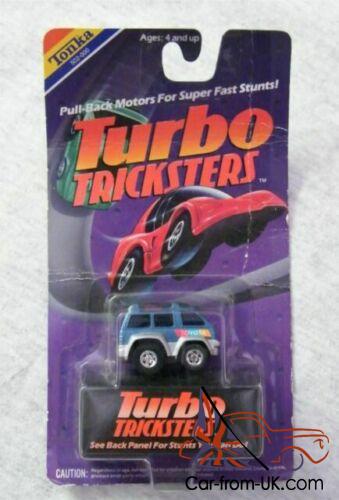 Ages: 4 and up
Tonka
Pull-Back Motors For Super Fast Stunts!
Turbo
TRICKSTERS
TM
Turbo
TRICKSTERS
See Back Panel For Stunts
CAUTION:
Car-from-UK.com